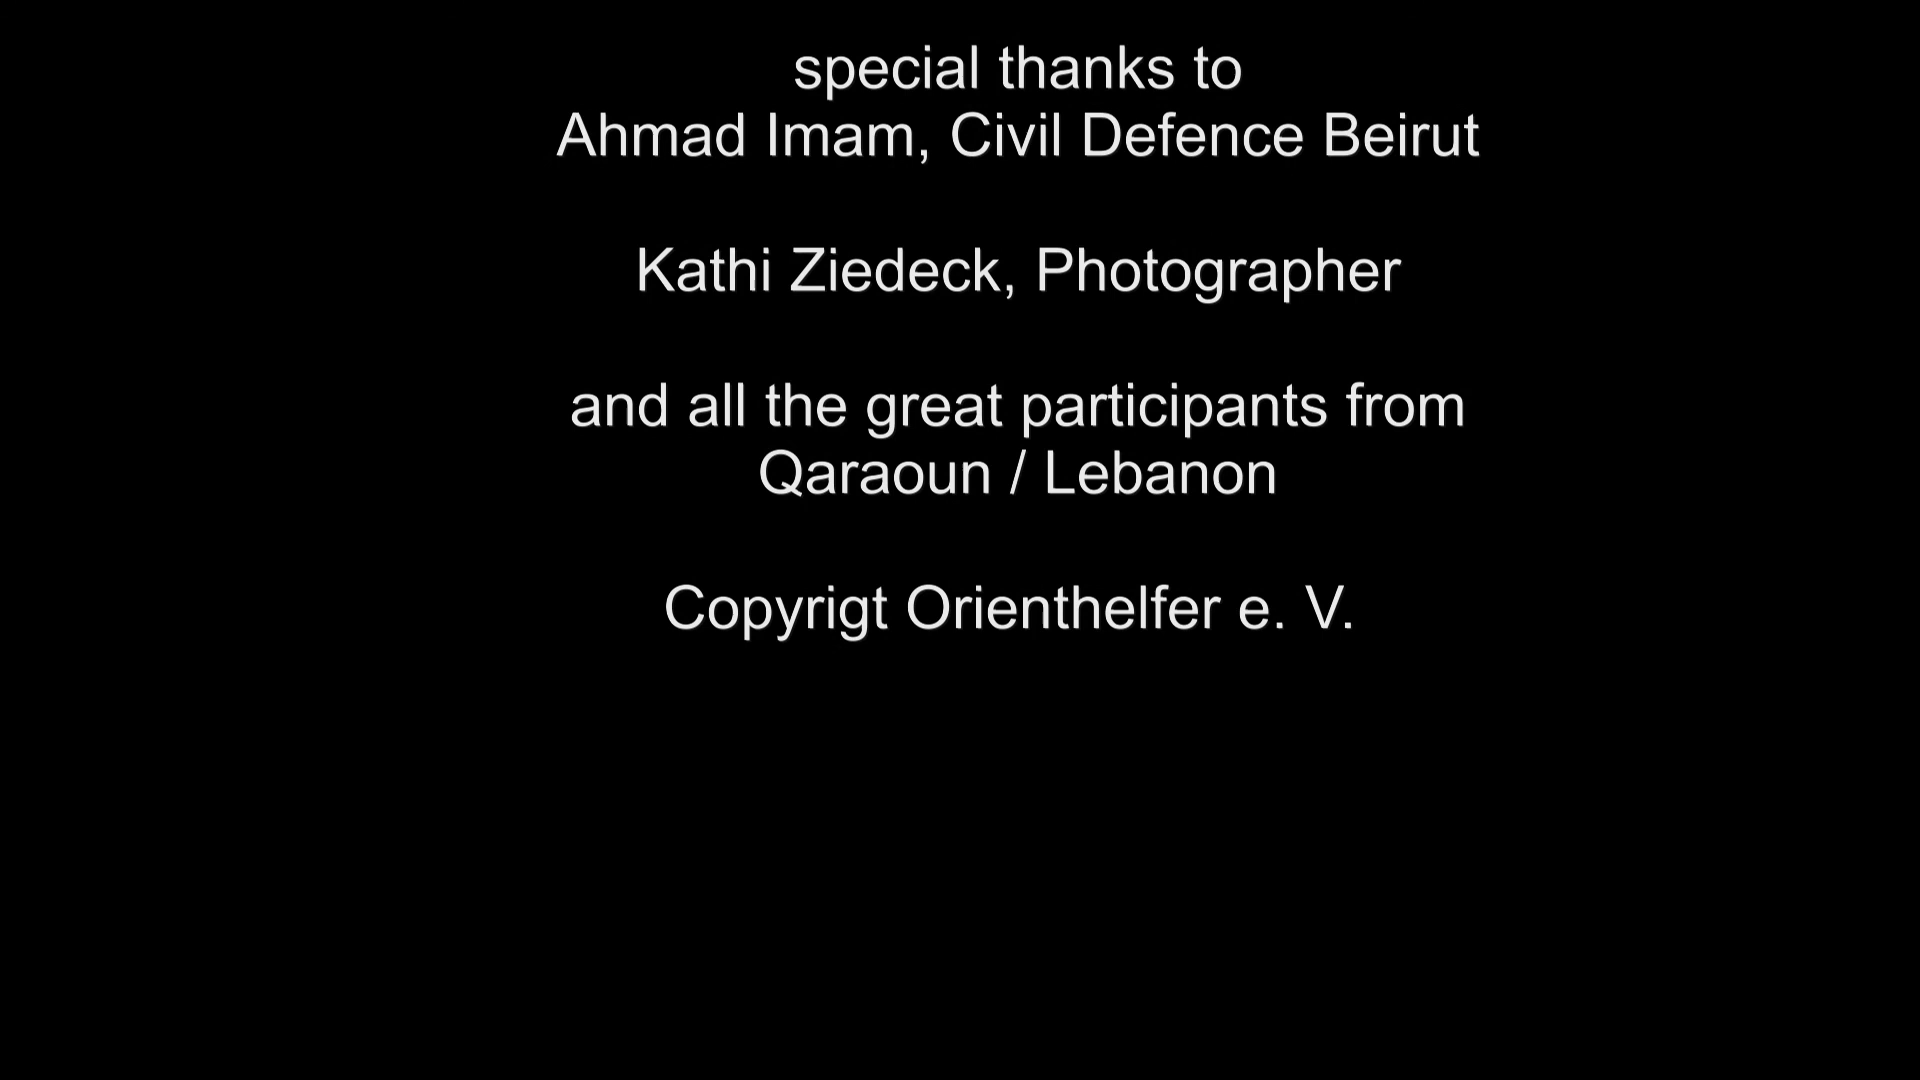 special thanks to
Ahmad Imam, Civil Defence Beirut
Kathi Ziedeck, Photographer
and all the great participants from
Qaraoun / Lebanon
Copyrigt Orienthelfer e. V.